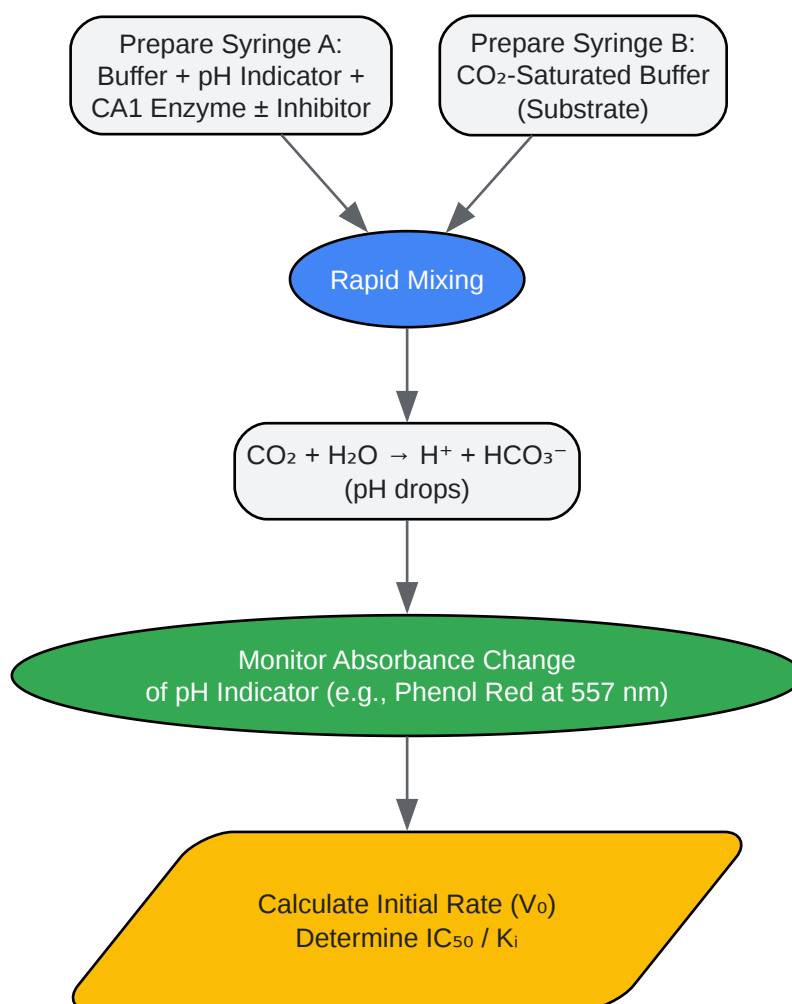 Prepare Syringe A:
Buffer + pH Indicator +
CA1 Enzyme ± Inhibitor
Prepare Syringe B:
CO₂-Saturated Buffer
(Substrate)
Rapid Mixing
CO₂ + H₂O → H⁺ + HCO₃⁻
(pH drops)
Monitor Absorbance Change
of pH Indicator (e.g., Phenol Red at 557 nm)
Calculate Initial Rate (V₀)
Determine IC₅₀ / Kᵢ